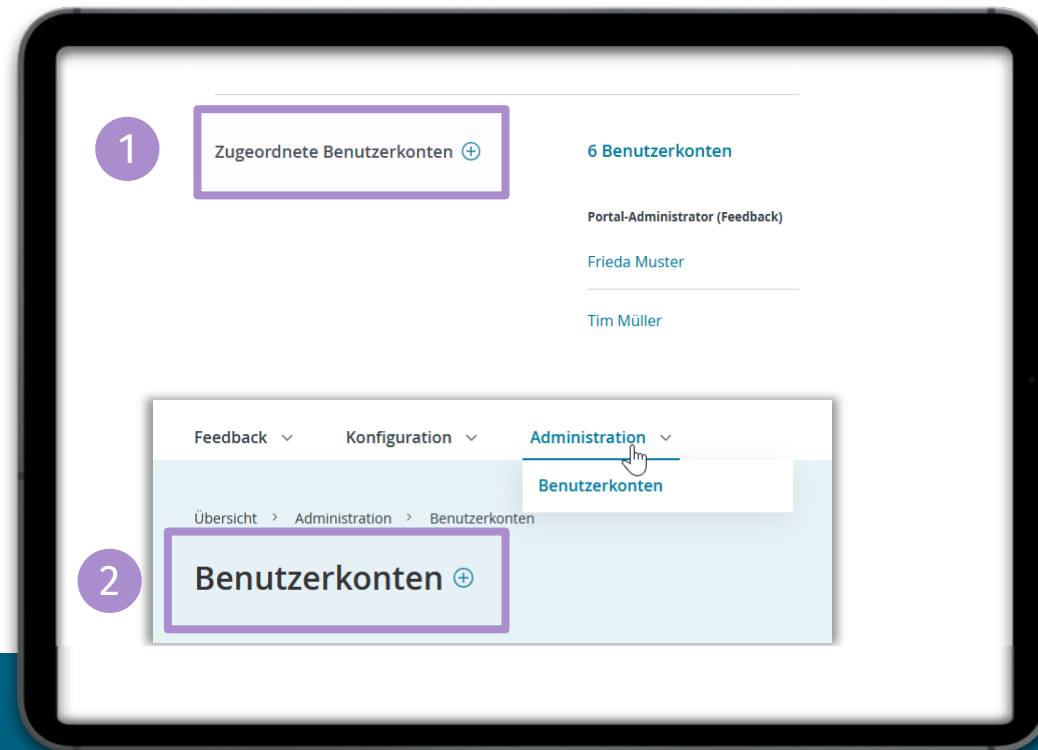 1
Zugeordnete Benutzerkonten
6 Benutzerkonten
Portal-Administrator (Feedback)
Frieda Muster
Tim Müller
Feedback Konfiguration Administration
Benutzerkonten
Übersicht > Administration > Benutzerkonten
2
Benutzerkonten